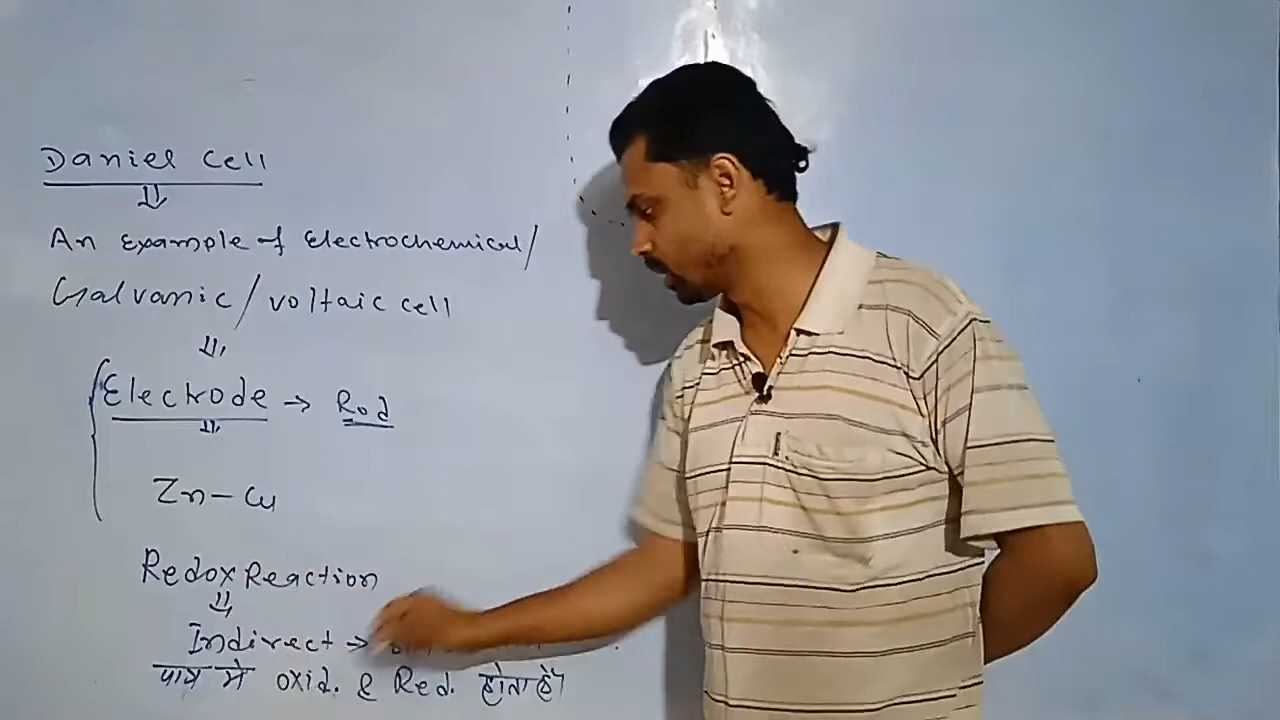 Daniel Cell
⇓
An Example of Electrochemical/
Galvanic/voltaic cell
⇓
Electrode → Rod
⇓
Zn-Cu
Redox Reaction
⇓
Indirect →
पात्र में oxid. & Red. होता है।